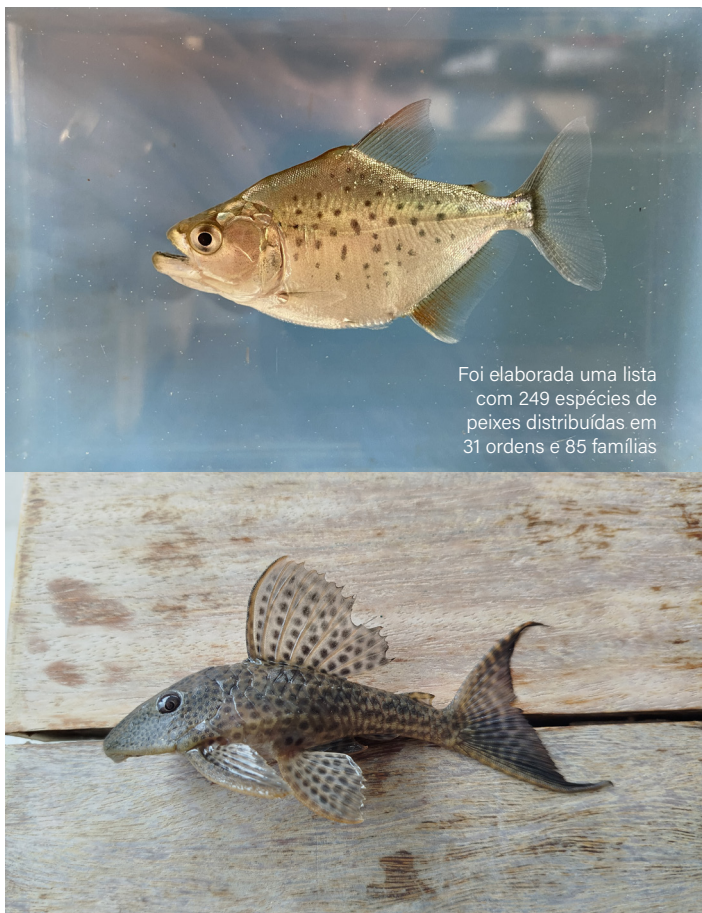 Foi elaborada uma lista
com 249 espécies de
peixes distribuídas em
31 ordens e 85 famílias